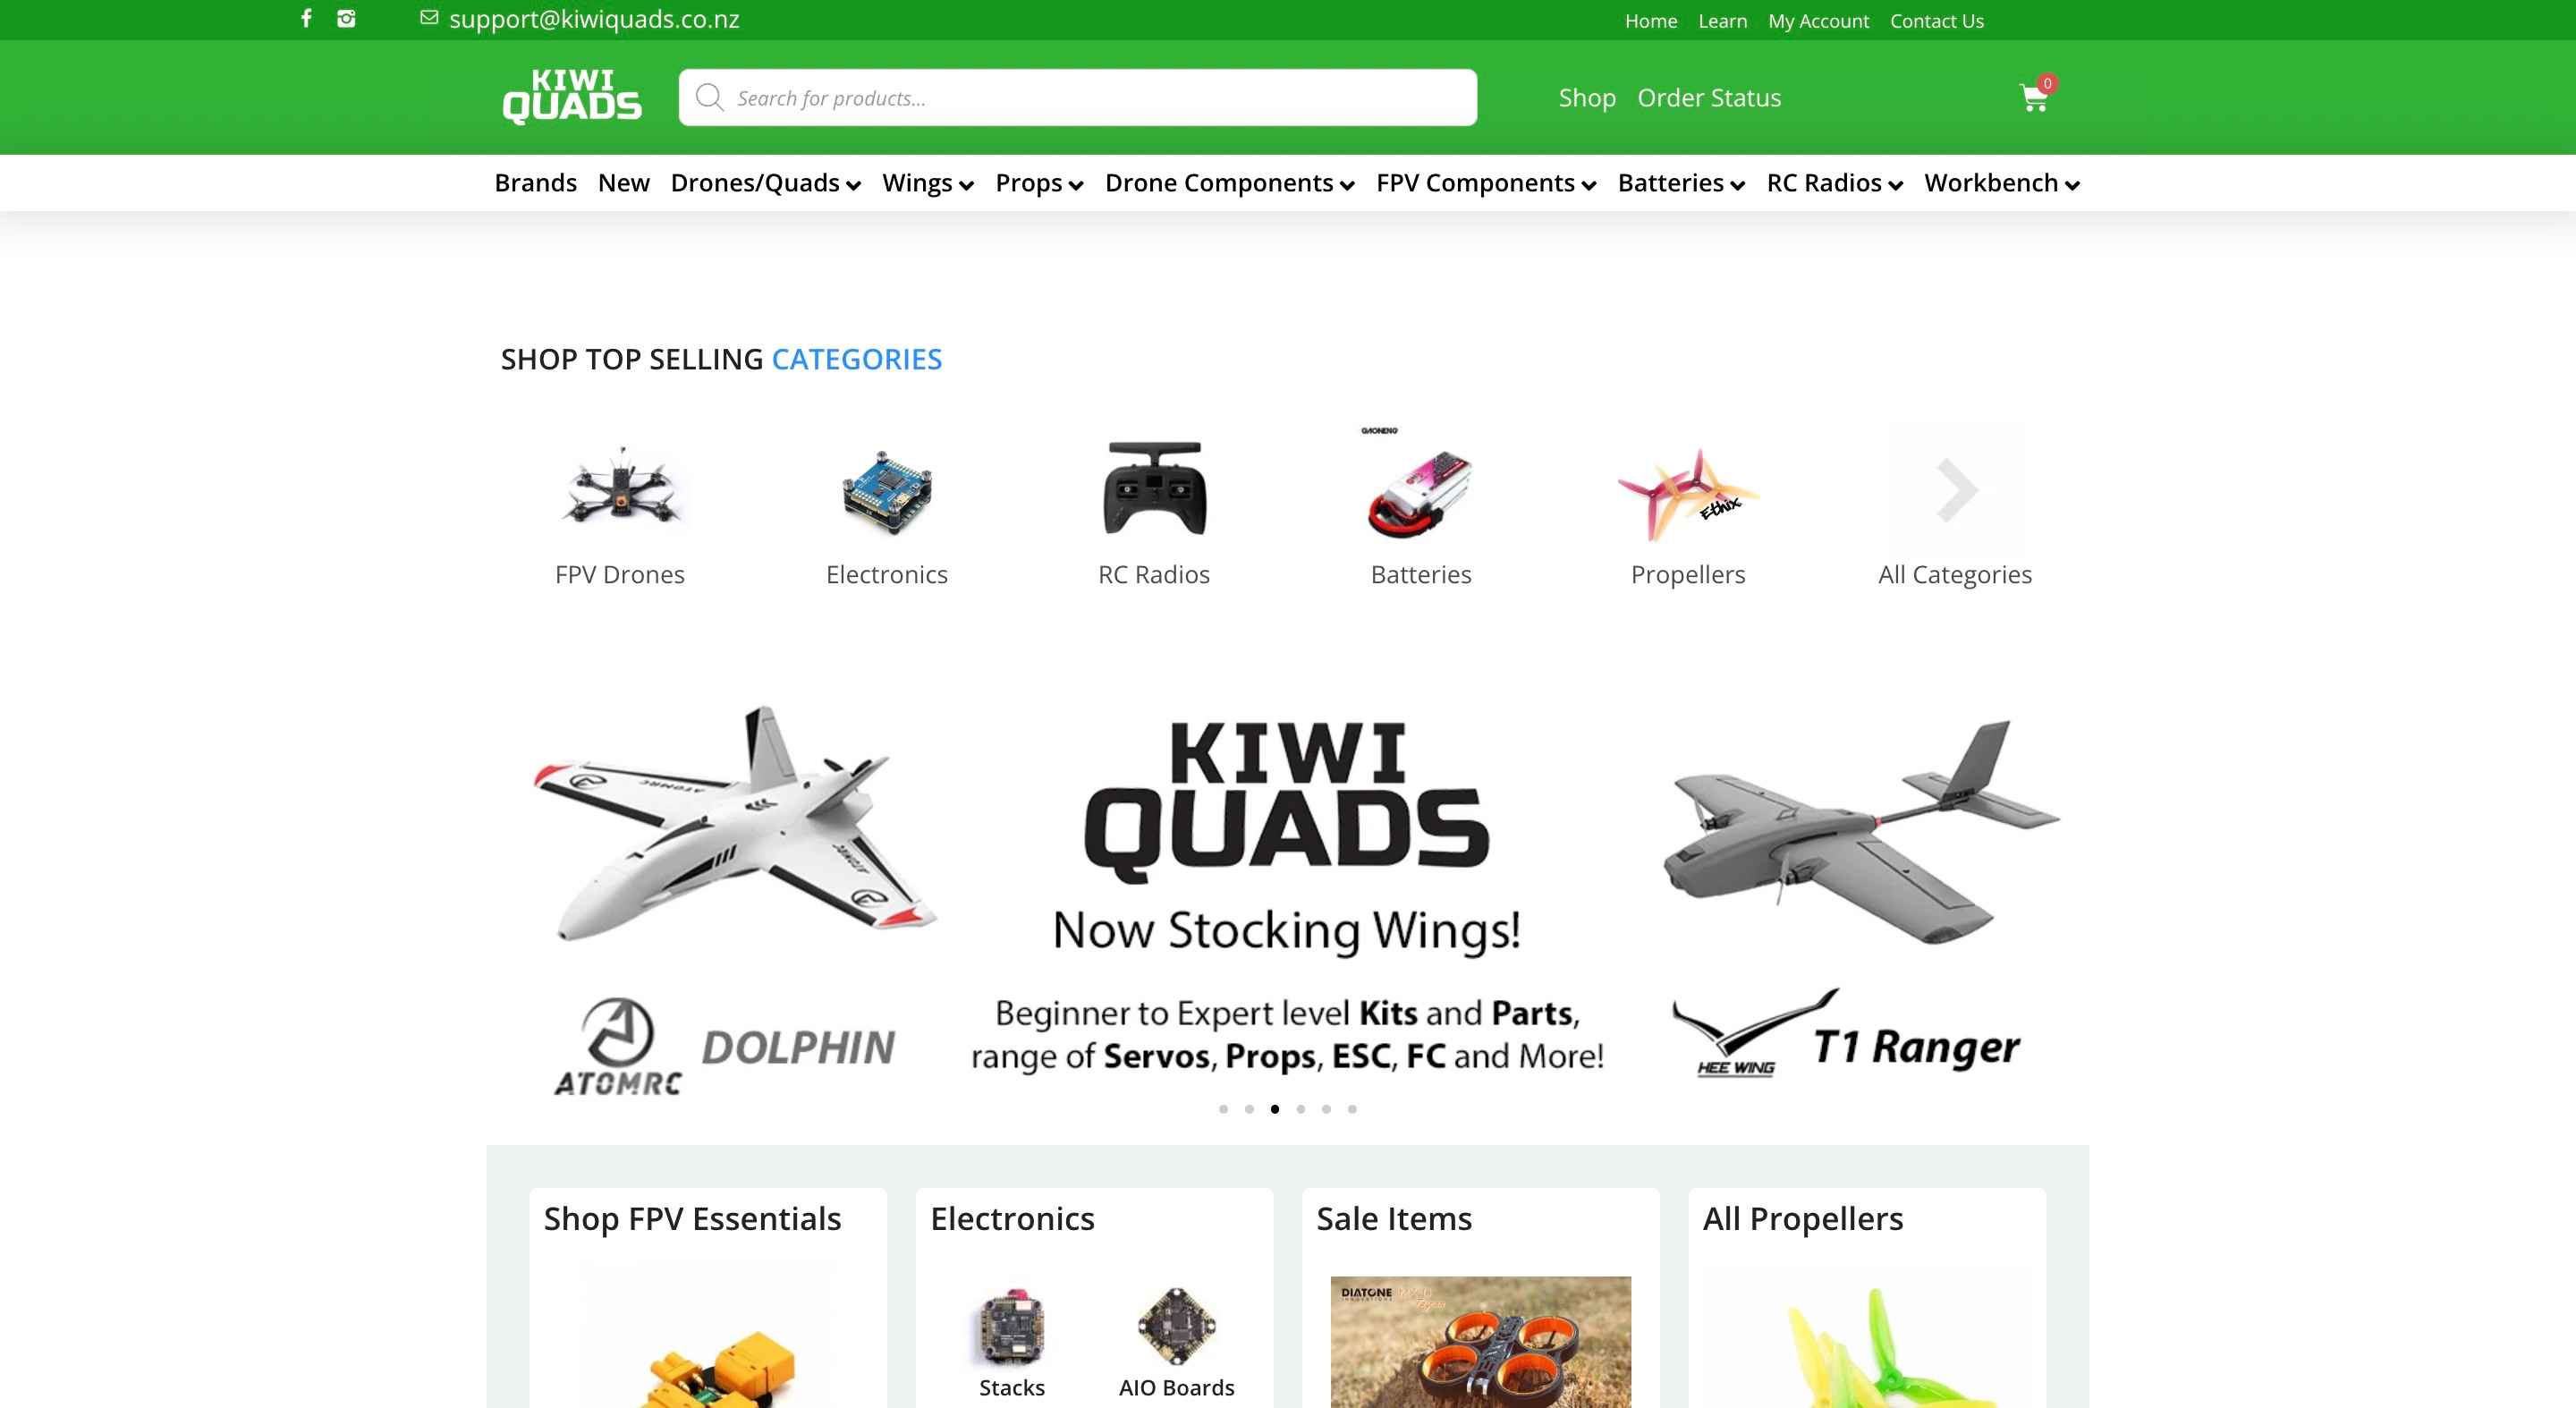 support@kiwiquads.co.nz
Home Learn My Account Contact Us
KIWI
QUADS
Search for products...
Shop Order Status
0
Brands New Drones/Quads Wings Props Drone Components FPV Components Batteries RC Radios Workbench
SHOP TOP SELLING CATEGORIES
GAONENG
Ethix
FPV Drones
Electronics
RC Radios
Batteries
Propellers
All Categories
ATOMRC
ATOMRC
KIWI
QUADS
Now Stocking Wings!
Beginner to Expert level Kits and Parts,
range of Servos, Props, ESC, FC and More!
ATOMRC
DOLPHIN
HEE WING
T1 Ranger
Shop FPV Essentials
Electronics
Stacks
AIO Boards
Sale Items
DIATONE
All Propellers